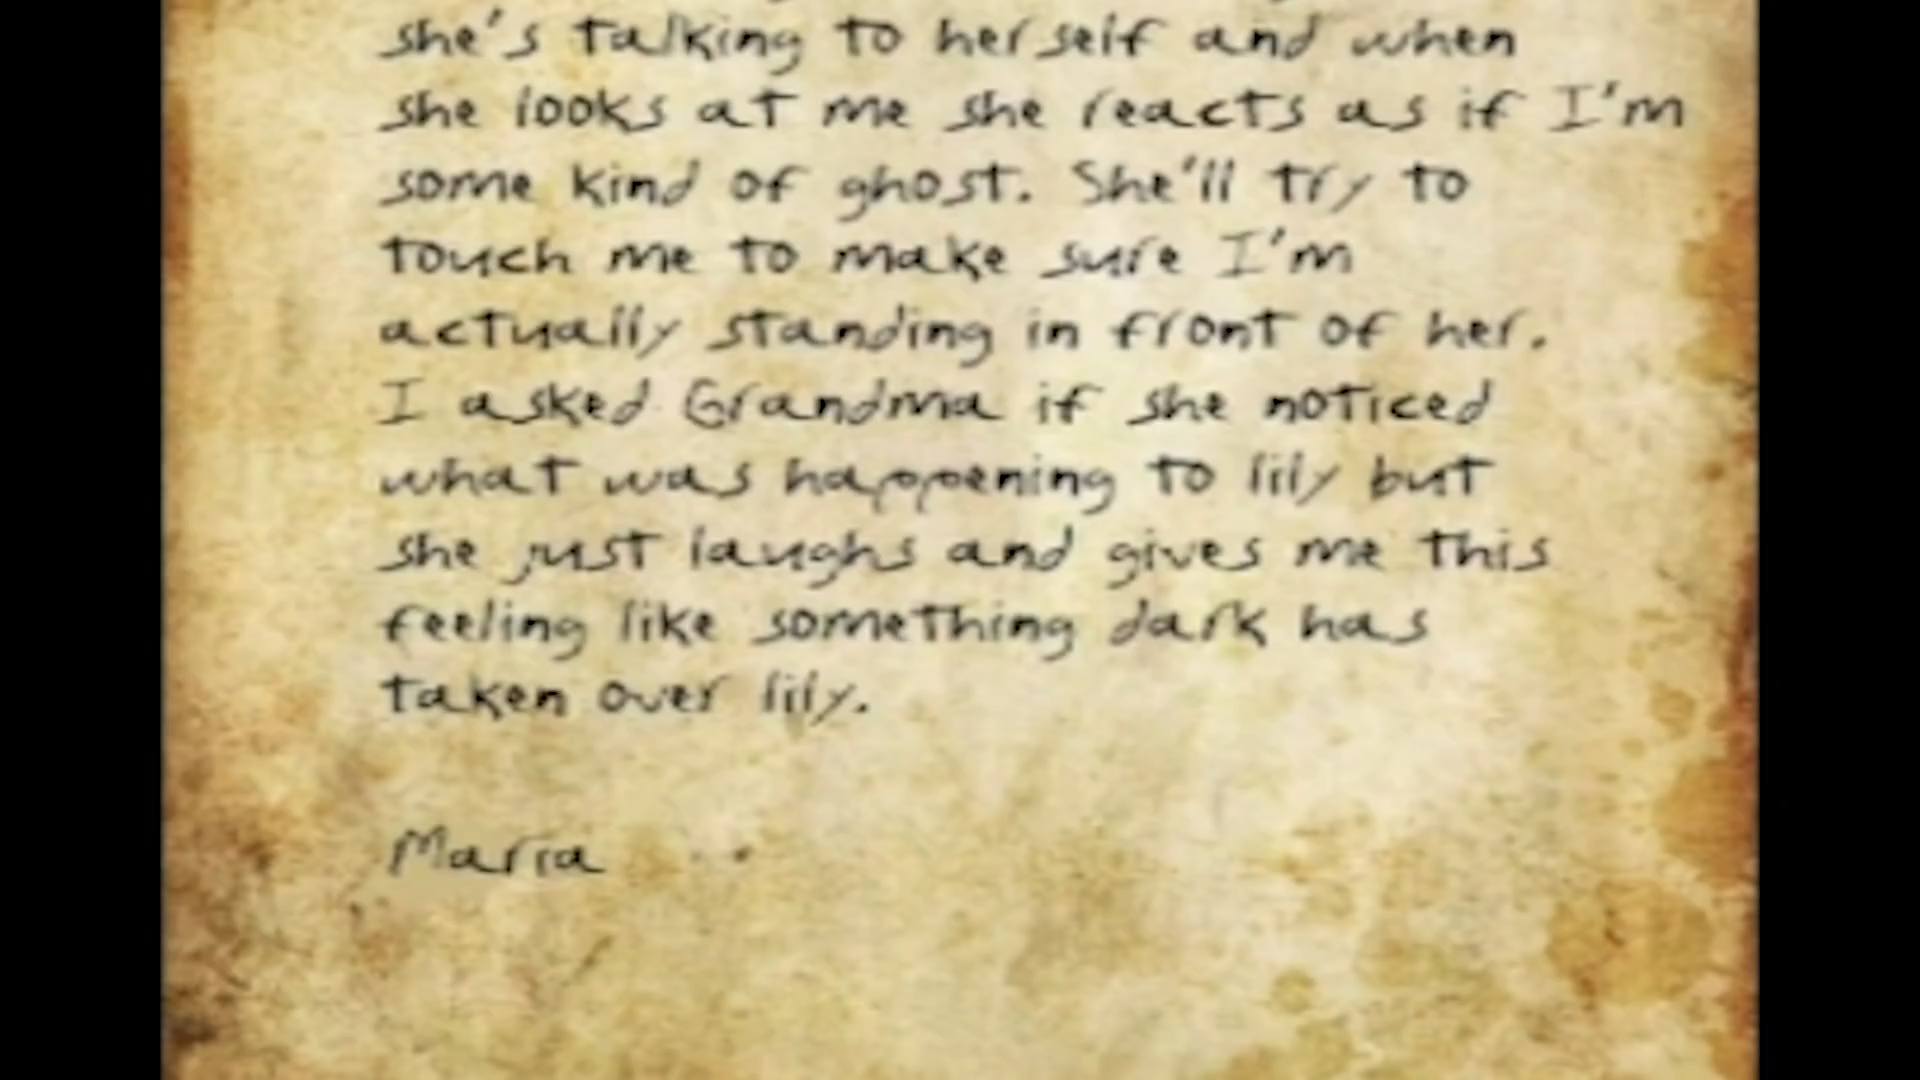 she's talking to herself and when
she looks at me she reacts as if I'm
some kind of ghost. She'll try to
touch me to make sure I'm
actually standing in front of her.
I asked Grandma if she noticed
what was happening to lily but
she just laughs and gives me this
feeling like something dark has
taken over lily.
Maria